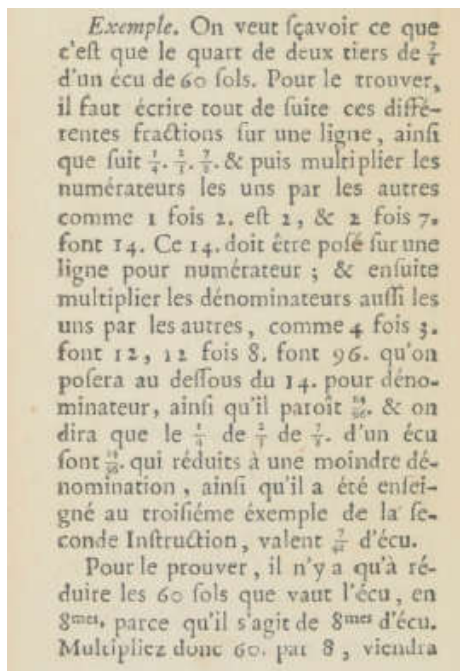 Exemple. On veut ſçavoir ce que
c'eſt que le quart de deux tiers de 7/8
d'un écu de 60 ſols. Pour le trouver,
il faut écrire tout de ſuite ces diffé-
rentes fractions ſur une ligne, ainſi
que ſuit 1/4. 2/3. 7/8. & puis multiplier les
numérateurs les uns par les autres
comme 1 fois 2. eſt 2, & 2 fois 7.
font 14. Ce 14. doit être poſé ſur une
ligne pour numérateur ; & enſuite
multiplier les dénominateurs auſſi les
uns par les autres, comme 4 fois 3.
font 12, 12 fois 8. font 96. qu'on
poſera au deſſous du 14. pour déno-
minateur, ainſi qu'il paroît 14/96. & on
dira que le 1/4 de 2/3 de 7/8. d'un écu
font 14/96. qui réduits à une moindre dé-
nomination, ainſi qu'il a été enſei-
gné au troiſiéme éxemple de la ſe-
conde Inſtruction, valent 7/48 d'écu.
Pour le prouver, il n'y a qu'à ré-
duire les 60 ſols que vaut l'écu, en
8mes. parce qu'il s'agit de 8mes d'écu.
Multipliez donc 60. par 8, viendra